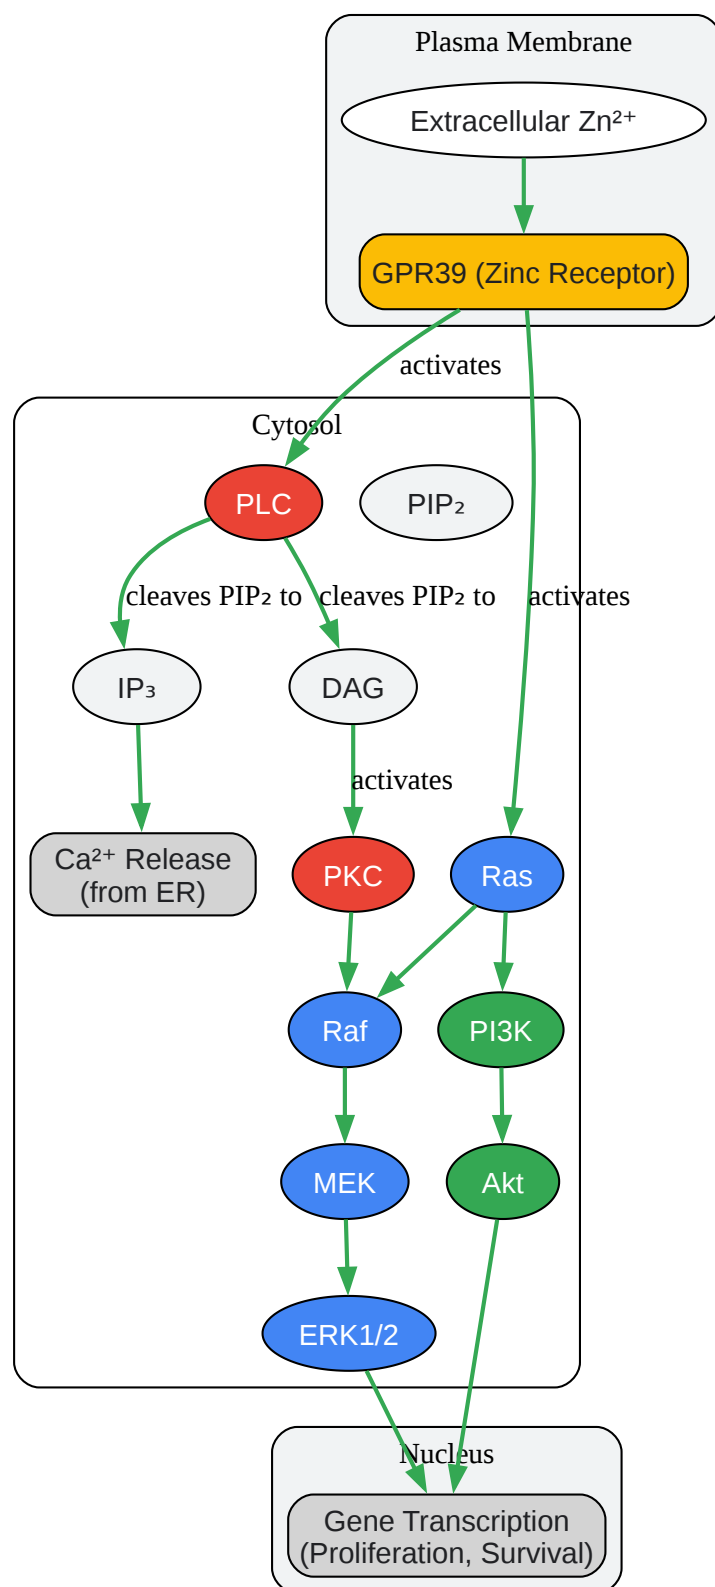 Plasma Membrane
Extracellular Zn²⁺
GPR39 (Zinc Receptor)
activates
Cytosol
PLC
PIP₂
cleaves PIP₂ to
cleaves PIP₂ to
activates
IP₃
DAG
activates
Ca²⁺ Release
(from ER)
PKC
Ras
Raf
PI3K
MEK
Akt
ERK1/2
Nucleus
Gene Transcription
(Proliferation, Survival)